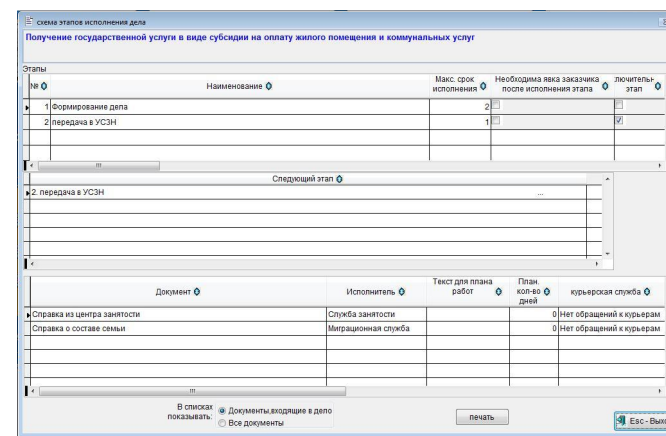 схема этапов исполнения дела
Получение государственной услуги в виде субсидии на оплату жилого помещения и коммунальных услуг
Этапы
№ Наименование Макс. срок исполнения Необходима явка заказчика после исполнения этапа лючительн этап
1 Формирование дела 2
2 передача в УСЗН 1
Следующий этап
2. передача в УСЗН ...
Документ Исполнитель Текст для плана работ План. кол-во дней курьерская служба
Справка из центра занятости Служба занятости 0 Нет обращений к курьерам
Справка о составе семьи Миграционная служба 0 Нет обращений к курьерам
В списках показывать:
Документы,входящие в дело
Все документы
печать
Esc - Выхо